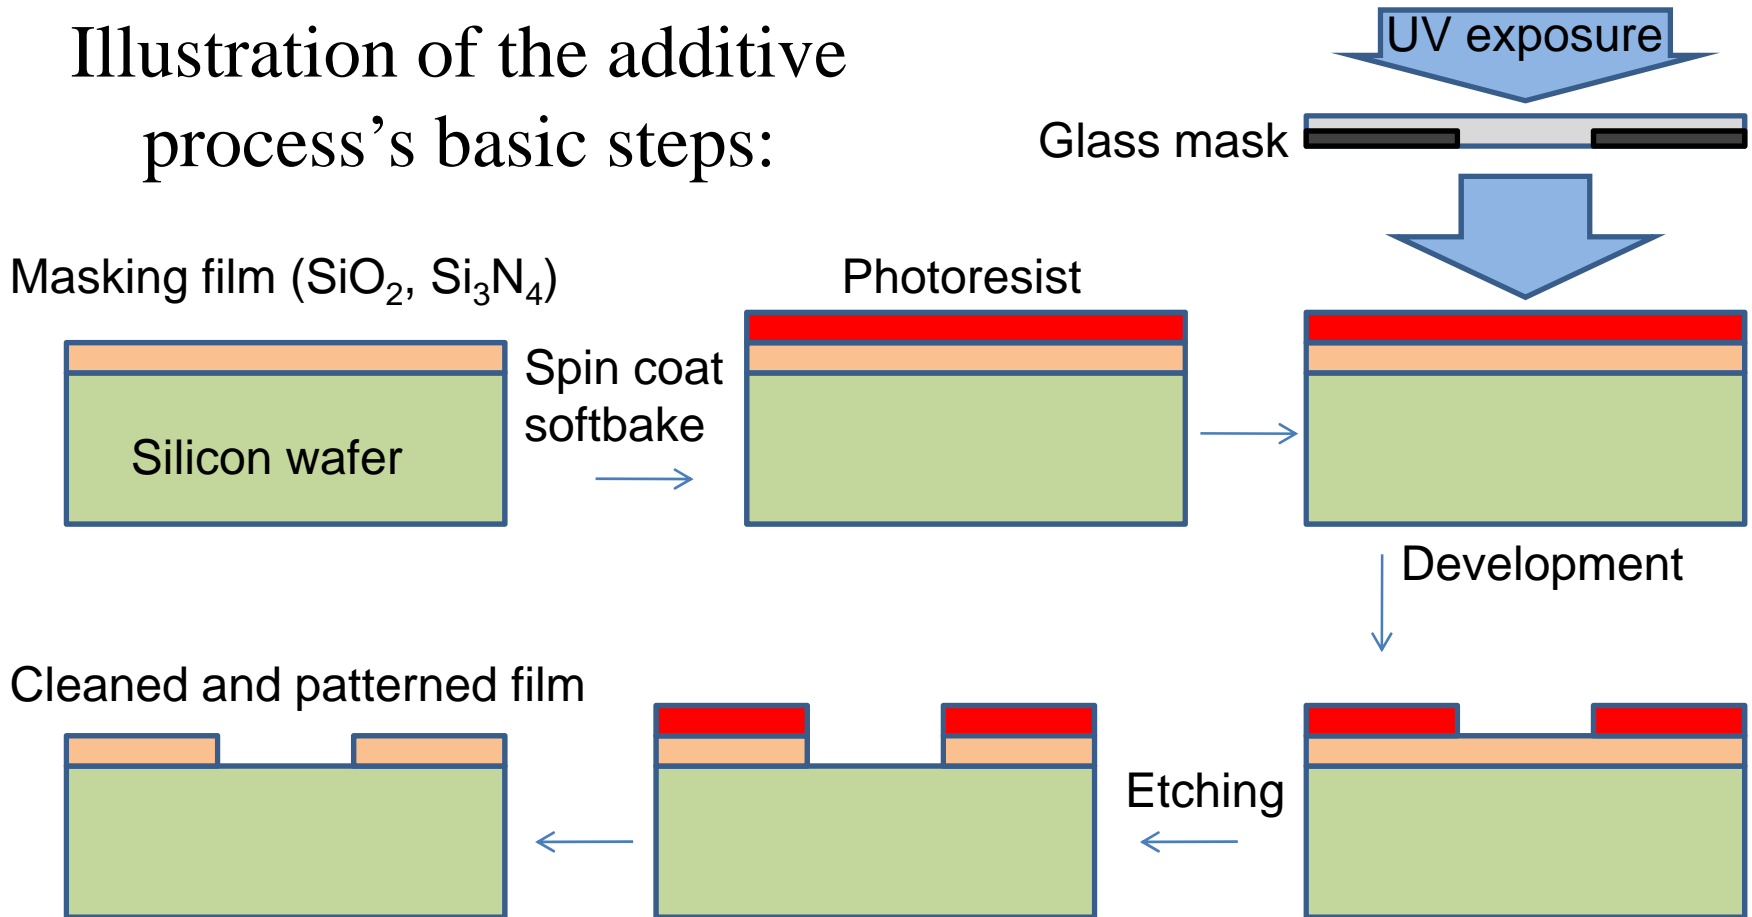 Illustration of the additive
process’s basic steps:
UV exposure
Glass mask
Masking film (SiO₂, Si₃N₄)
Photoresist
Spin coat
softbake
Silicon wafer
Development
Cleaned and patterned film
Etching